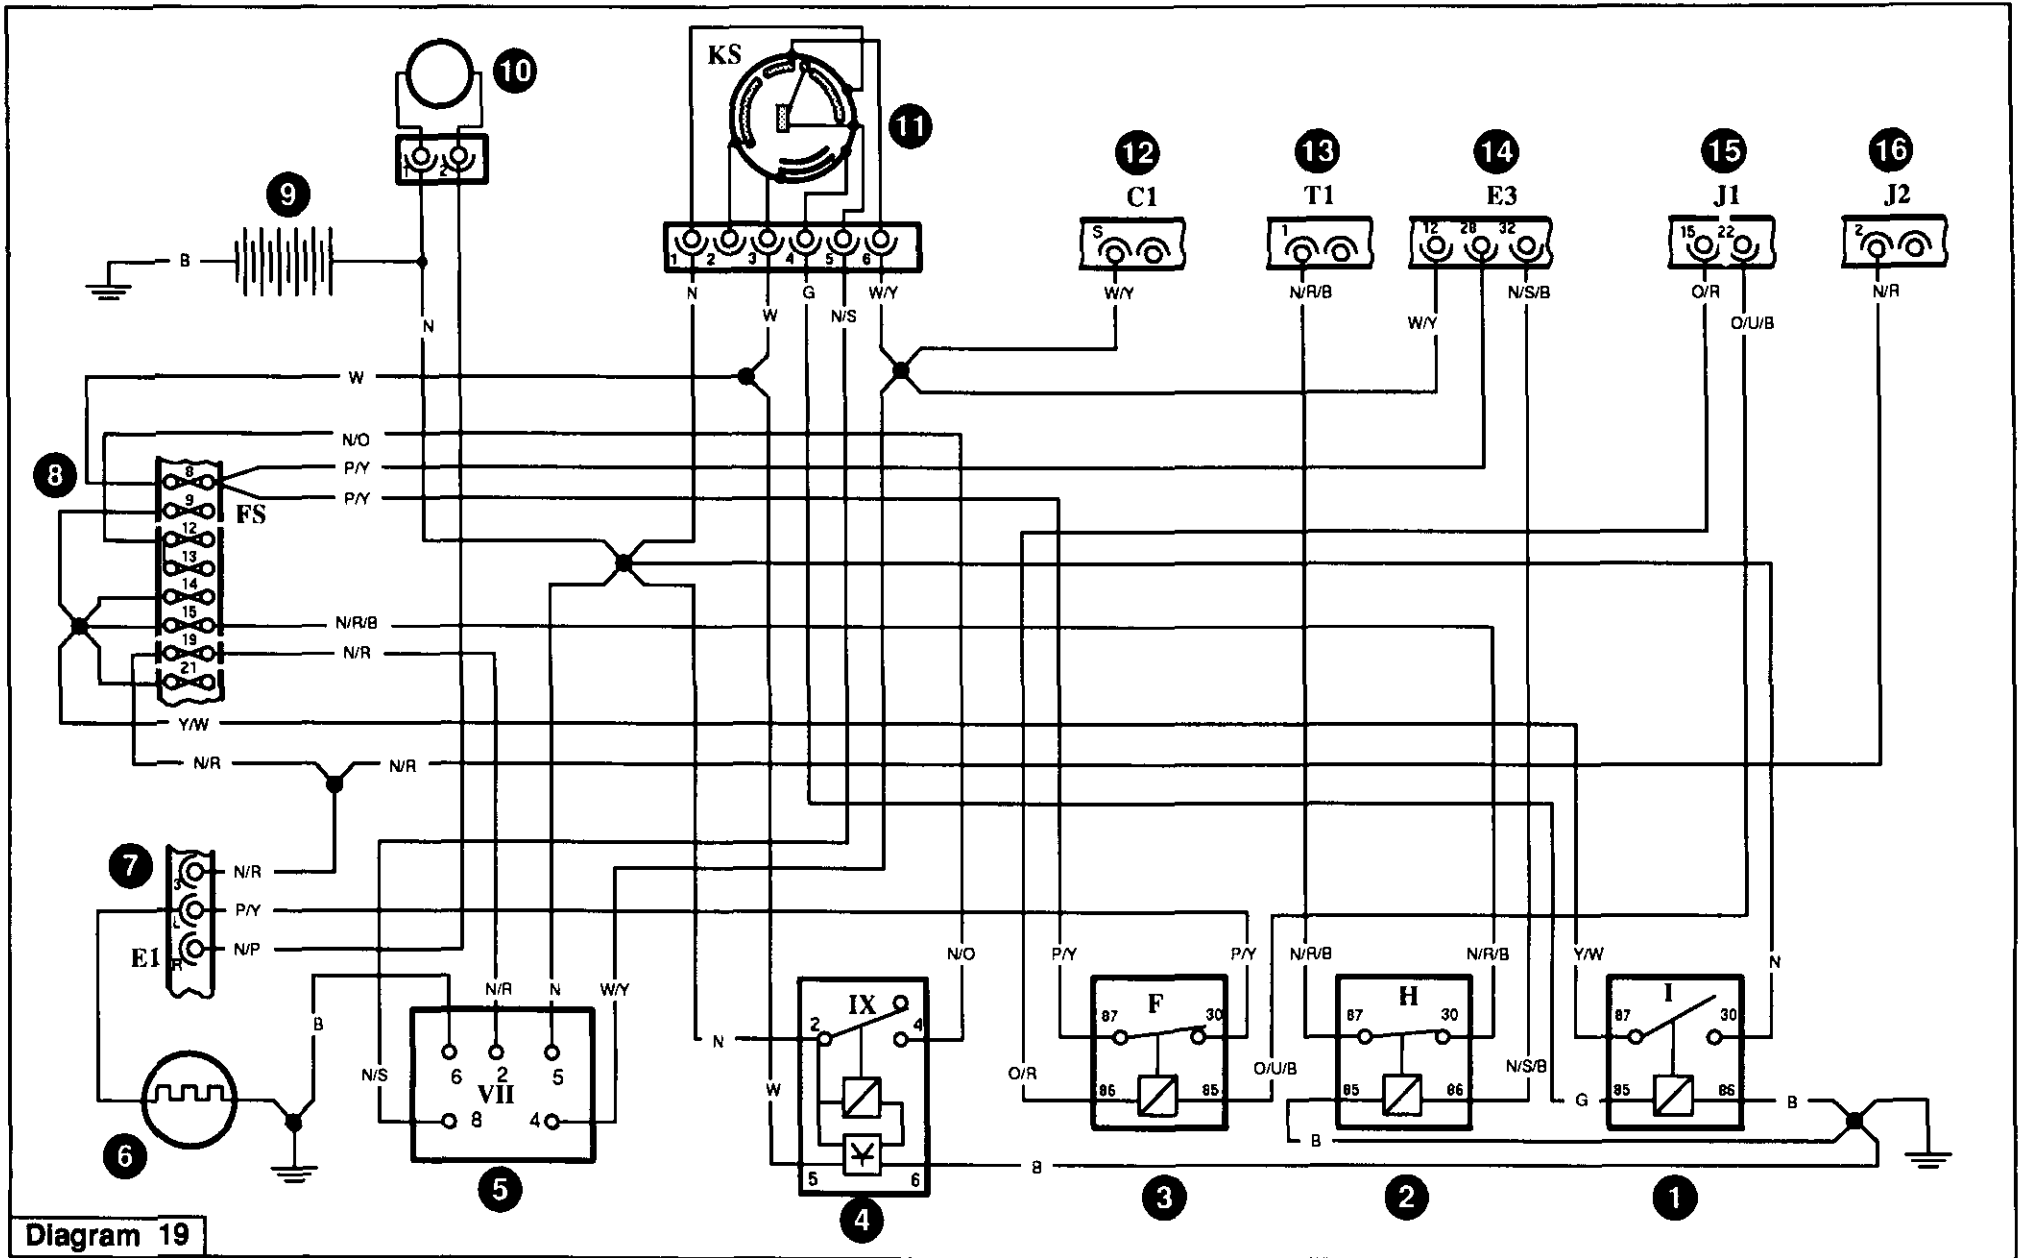 10
KS
11
12
13
14
15
16
C1
T1
E3
J1
J2
1 2
9
B
S
1
12 28 32
15 22
2
1 2 3 4 5 6
N G W/Y
W/Y
N/R/B
N/S/B
O/R
N/R
N
W
N/S
W/Y
O/U/B
W
N/O
8
P/Y
P/Y
FS
8
9
12
13
14
15
19
21
N/R/B
N/R
Y/W
N/R
N/R
7
3
N/R
L
P/Y
E1
R
N/P
N/O
P/Y
P/Y
N/R/B
N/R/B
Y/W
N
B
N/R
N
W/Y
IX
2
4
N
F
87
30
H
87
30
I
87
30
N/S
6 2 5
VII
8 4
W
O/R
86
85
O/U/B
85
86
N/S/B
G
85
86
B
B
6
5
5 6
B
4
3
2
1
Diagram 19